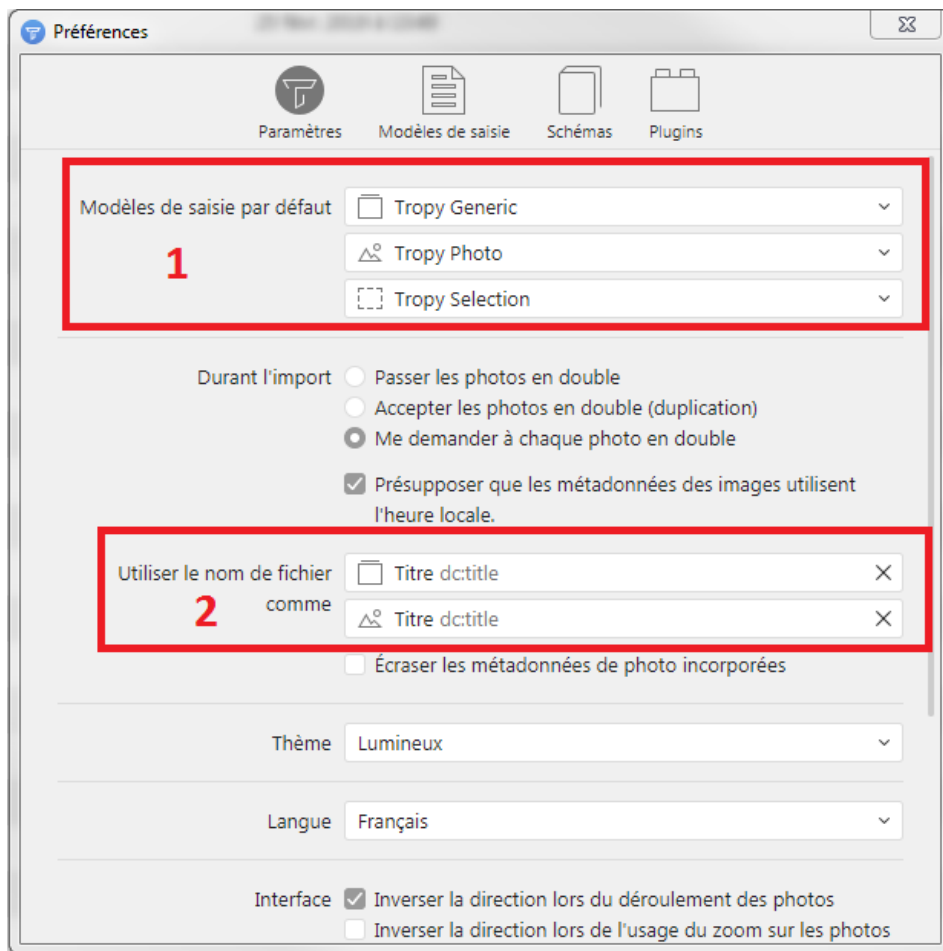 Préférences
Paramètres Modèles de saisie Schémas Plugins
Modèles de saisie par défaut Tropy Generic
1 Tropy Photo
Tropy Selection
Durant l'import Passer les photos en double
Accepter les photos en double (duplication)
Me demander à chaque photo en double
Présupposer que les métadonnées des images utilisent
l'heure locale.
Utiliser le nom de fichier Titre dc:title
comme
2 Titre dc:title
Écraser les métadonnées de photo incorporées
Thème Lumineux
Langue Français
Interface Inverser la direction lors du déroulement des photos
Inverser la direction lors de l'usage du zoom sur les photos